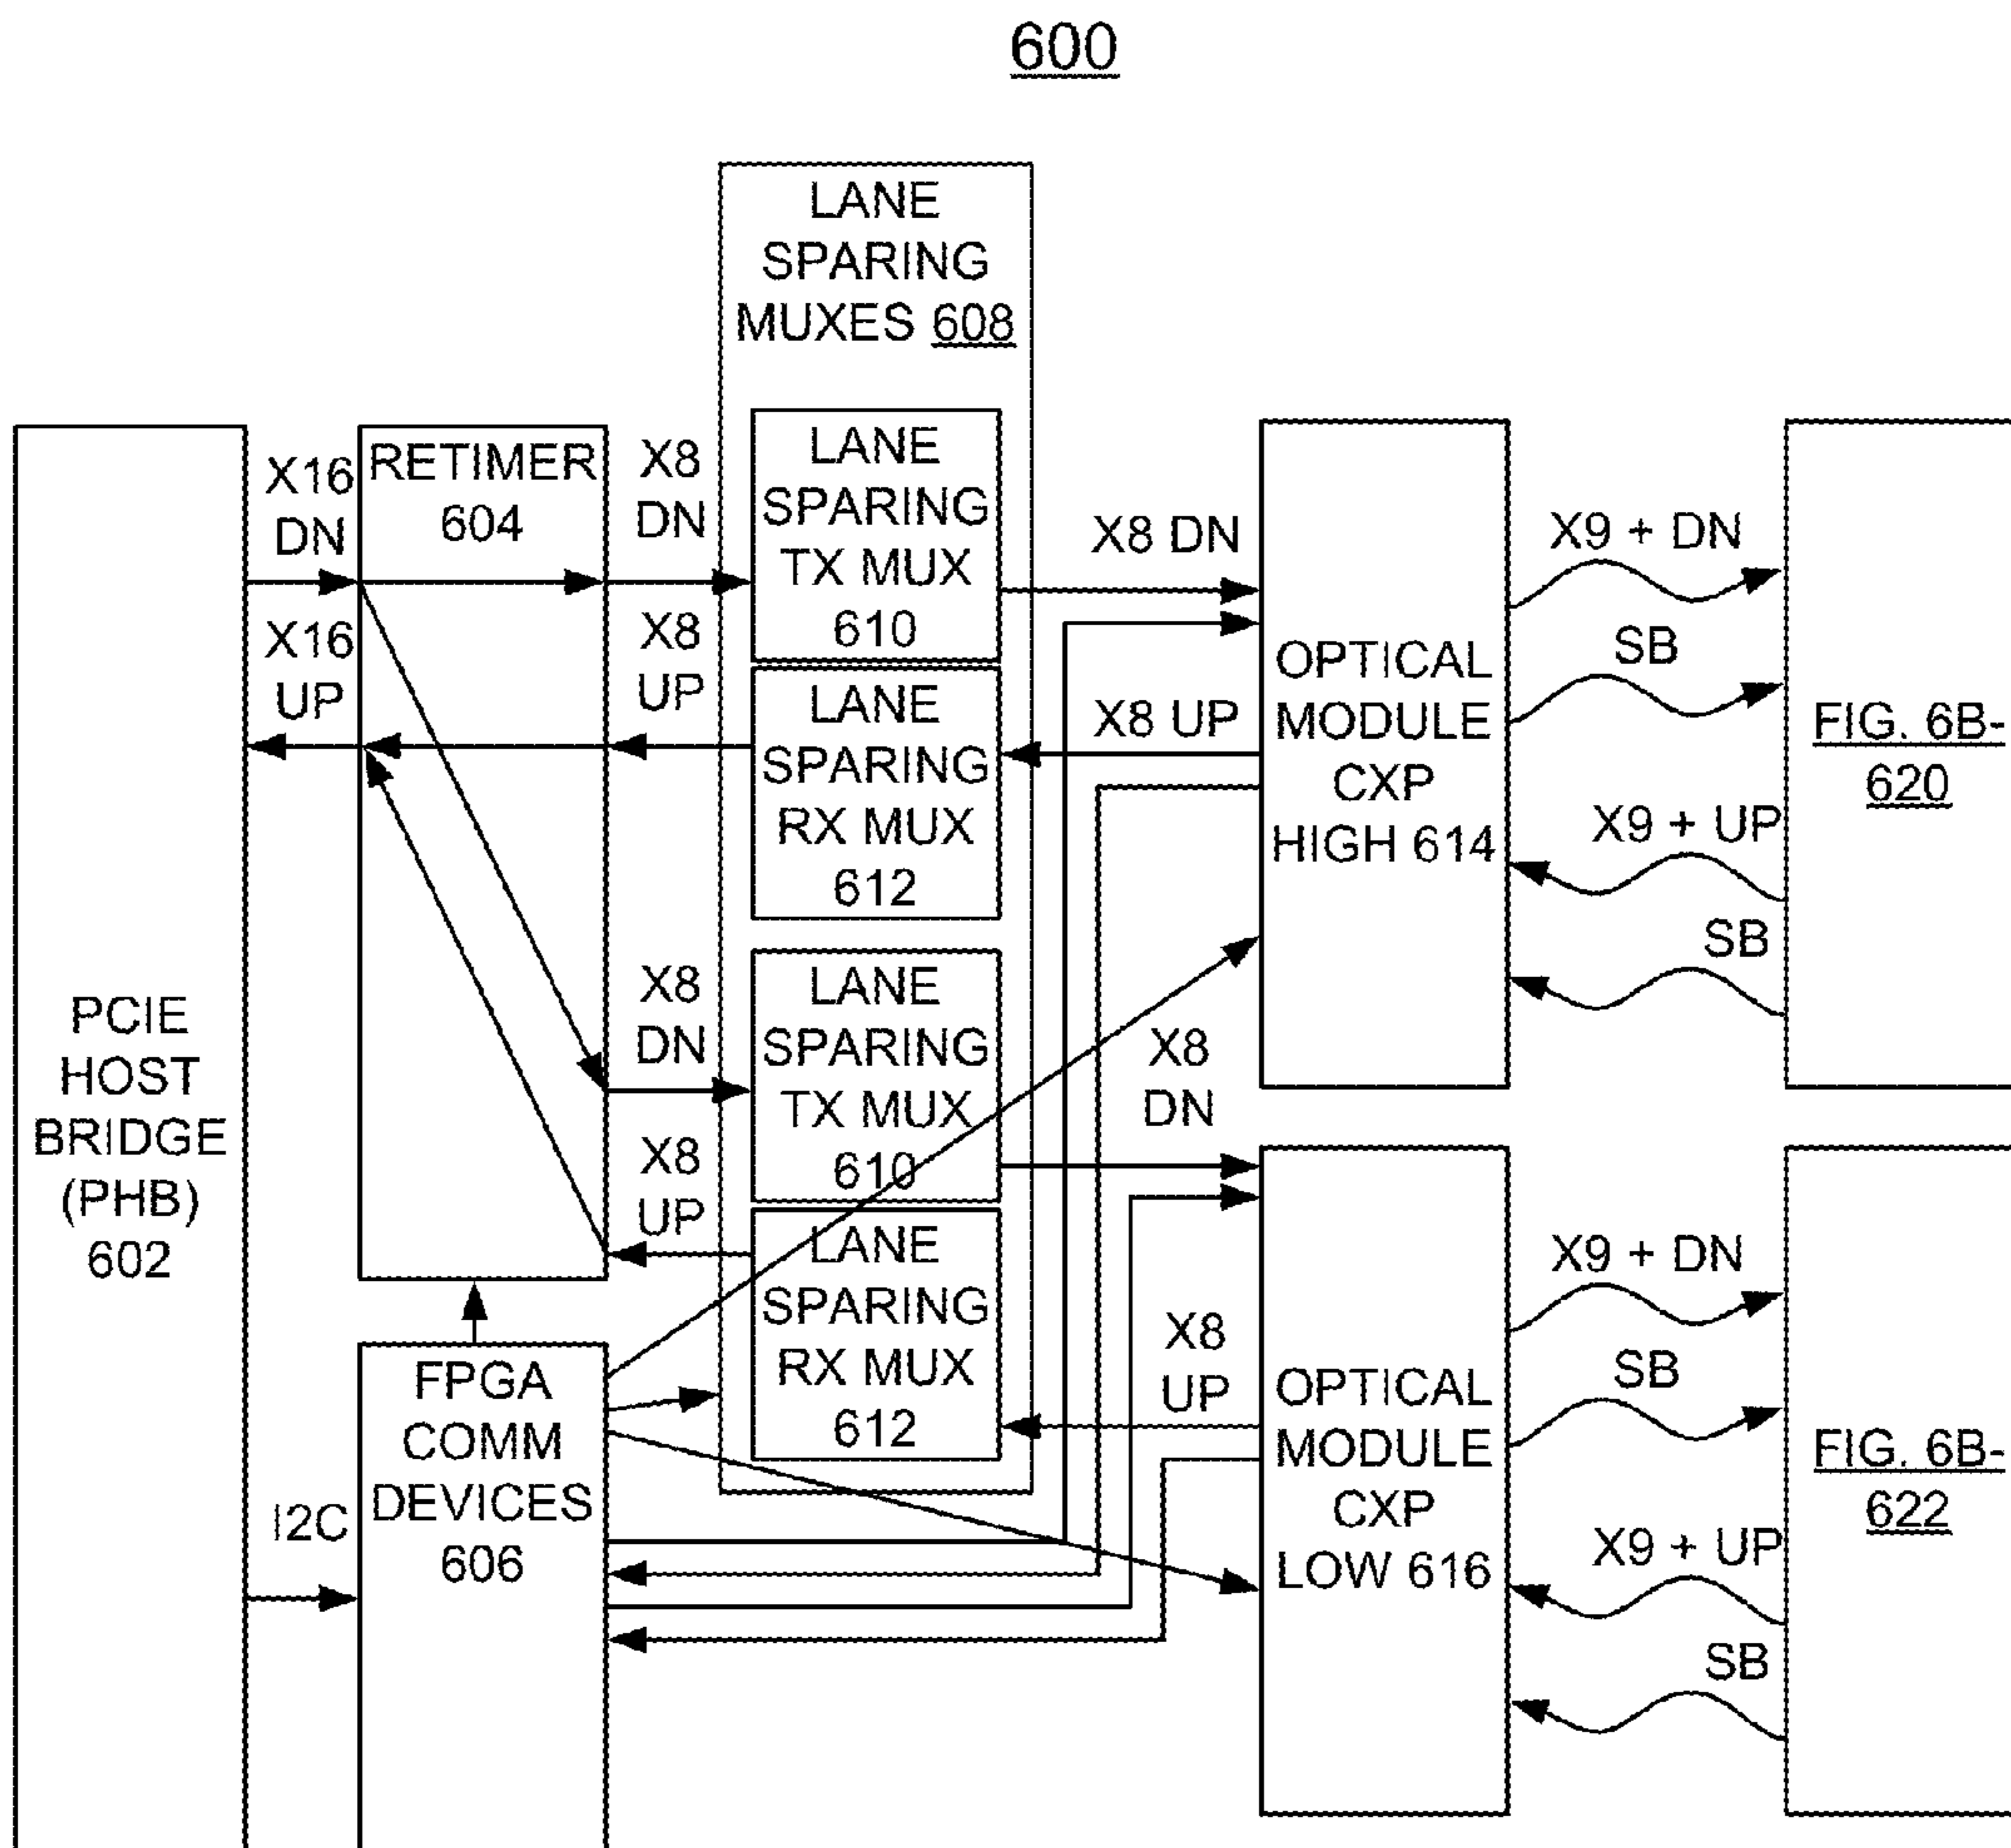 600
LANE
SPARING
MUXES 608
PCIE
HOST
BRIDGE
(PHB)
602
X16
DN
X16
UP
I2C
RETIMER
604
FPGA
COMM
DEVICES
606
X8
DN
X8
UP
X8
DN
X8
UP
LANE
SPARING
TX MUX
610
LANE
SPARING
RX MUX
612
LANE
SPARING
TX MUX
610
LANE
SPARING
RX MUX
612
X8 DN
X8 UP
X8
DN
X8
UP
OPTICAL
MODULE
CXP
HIGH 614
OPTICAL
MODULE
CXP
LOW 616
X9 + DN
SB
X9 + UP
SB
X9 + DN
SB
X9 + UP
SB
FIG. 6B-
620
FIG. 6B-
622